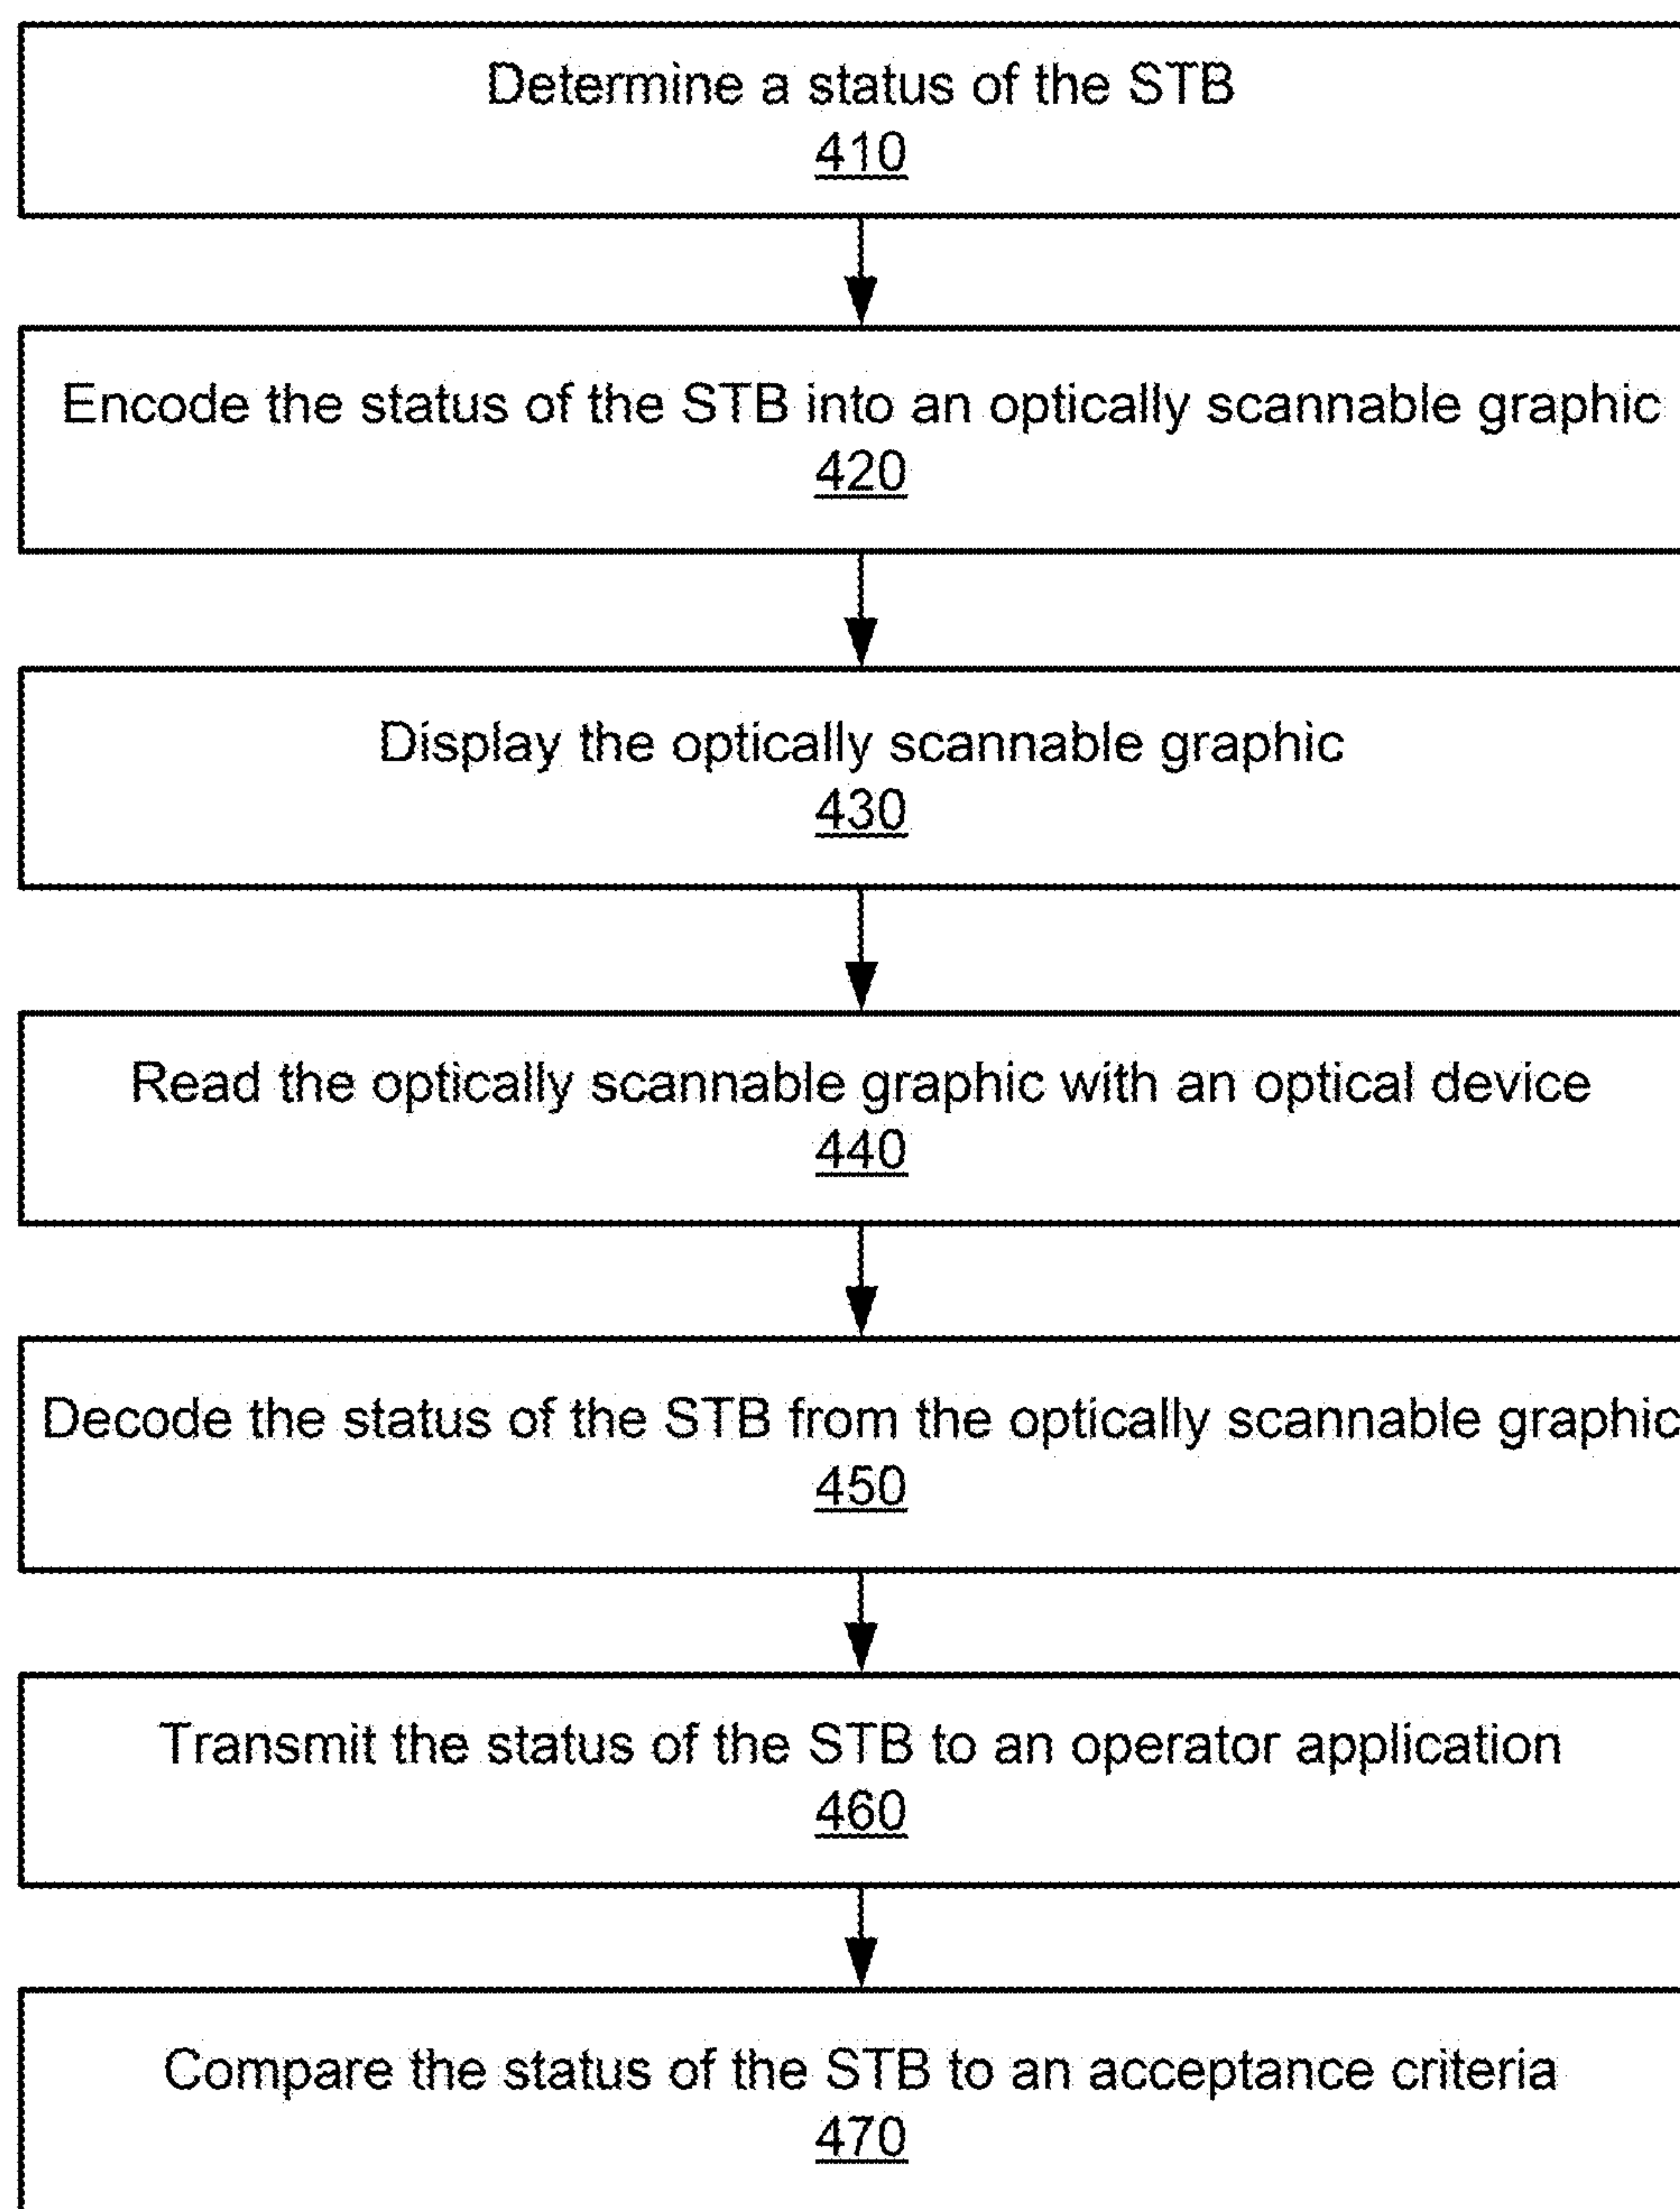 Determine a status of the STB
410
Encode the status of the STB into an optically scannable graphic
420
Display the optically scannable graphic
430
Read the optically scannable graphic with an optical device
440
Decode the status of the STB from the optically scannable graphic
450
Transmit the status of the STB to an operator application
460
Compare the status of the STB to an acceptance criteria
470